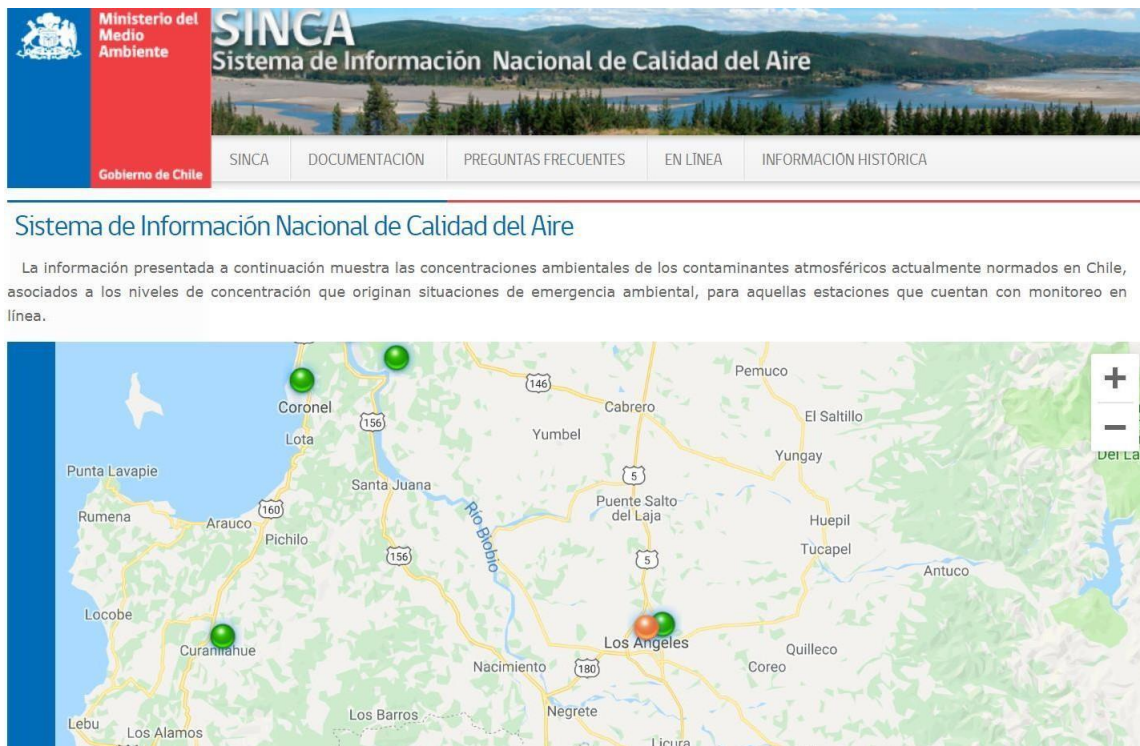 Ministerio del
Medio
Ambiente
Gobierno de Chile
SINCA
Sistema de Información Nacional de Calidad del Aire
SINCA
DOCUMENTACIÓN
PREGUNTAS FRECUENTES
EN LÍNEA
INFORMACIÓN HISTÓRICA
Sistema de Información Nacional de Calidad del Aire
La información presentada a continuación muestra las concentraciones ambientales de los contaminantes atmosféricos actualmente normados en Chile,
asociados a los niveles de concentración que originan situaciones de emergencia ambiental, para aquellas estaciones que cuentan con monitoreo en
línea.
Pemuco
146
+
Coronel
Cabrero
El Saltillo
156
Lota
Yumbel
−
Yungay
Del La
Punta Lavapie
5
Santa Juana
Puente Salto
del Laja
Rumena
160
Arauco
Río Biobío
Huepil
Pichilo
156
5
Tucapel
Antuco
Locobe
Los Angeles
Curanilahue
Quilleco
Nacimiento
180
Coreo
Los Barros
Negrete
Lebu
Los Alamos
Licura